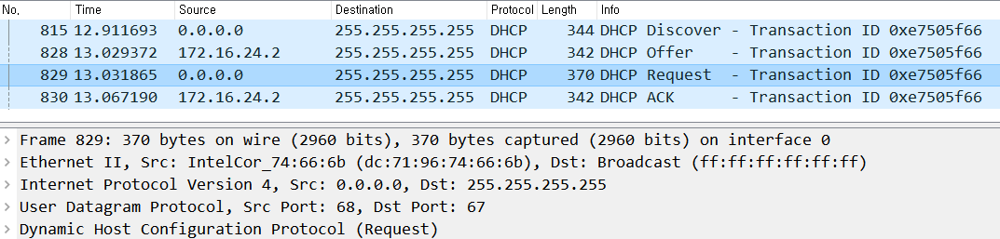 No. Time Source Destination Protocol Length Info
815 12.911693 0.0.0.0 255.255.255.255 DHCP 344 DHCP Discover - Transaction ID 0xe7505f66
828 13.029372 172.16.24.2 255.255.255.255 DHCP 342 DHCP Offer - Transaction ID 0xe7505f66
829 13.031865 0.0.0.0 255.255.255.255 DHCP 370 DHCP Request - Transaction ID 0xe7505f66
830 13.067190 172.16.24.2 255.255.255.255 DHCP 342 DHCP ACK - Transaction ID 0xe7505f66
Frame 829: 370 bytes on wire (2960 bits), 370 bytes captured (2960 bits) on interface 0
Ethernet II, Src: IntelCor_74:66:6b (dc:71:96:74:66:6b), Dst: Broadcast (ff:ff:ff:ff:ff:ff)
Internet Protocol Version 4, Src: 0.0.0.0, Dst: 255.255.255.255
User Datagram Protocol, Src Port: 68, Dst Port: 67
Dynamic Host Configuration Protocol (Request)